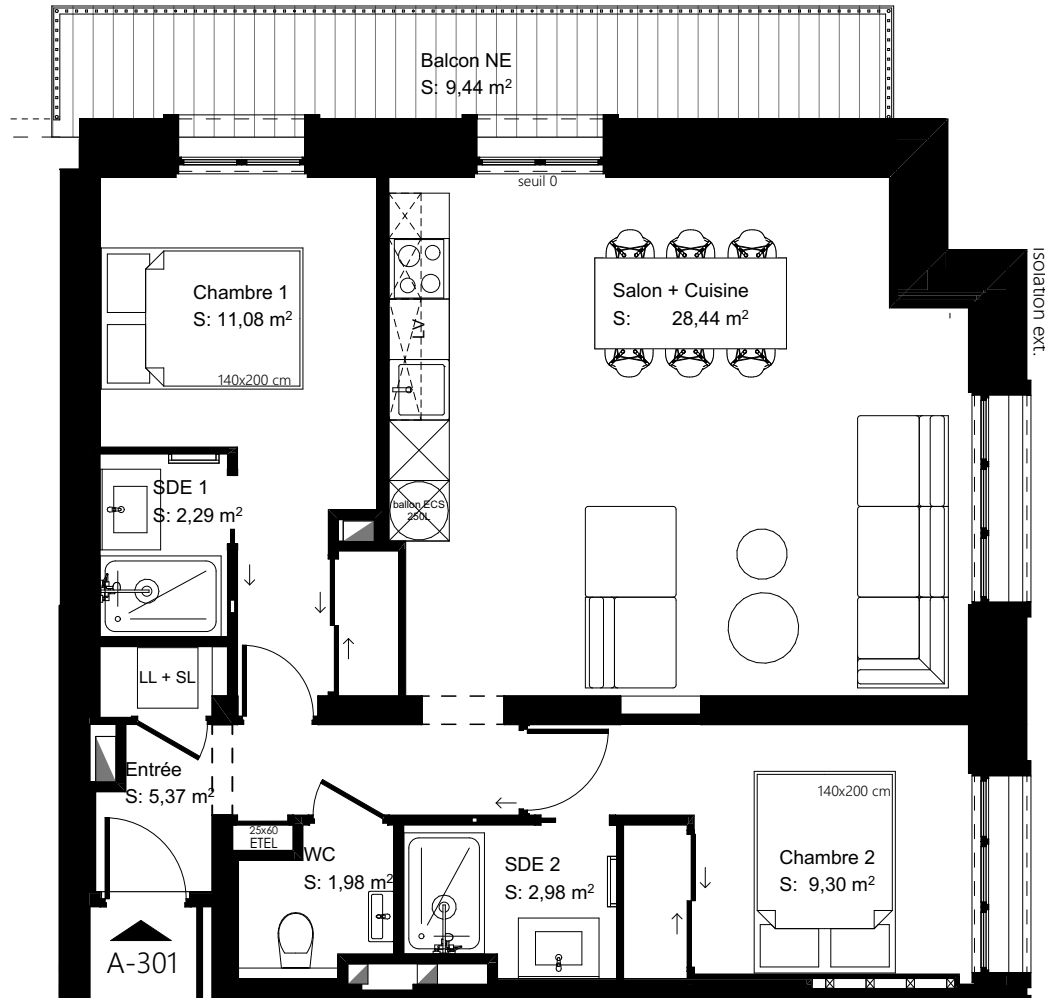 Balcon NE
S: 9,44 m²
seuil 0
Isolation ext.
Chambre 1
S: 11,08 m²
140x200 cm
Salon + Cuisine
S: 28,44 m²
LV
SDE 1
S: 2,29 m²
ballon ECS
250L
LL + SL
Entrée
S: 5,37 m²
25x60
ETEL
WC
S: 1,98 m²
SDE 2
S: 2,98 m²
140x200 cm
Chambre 2
S: 9,30 m²
A-301